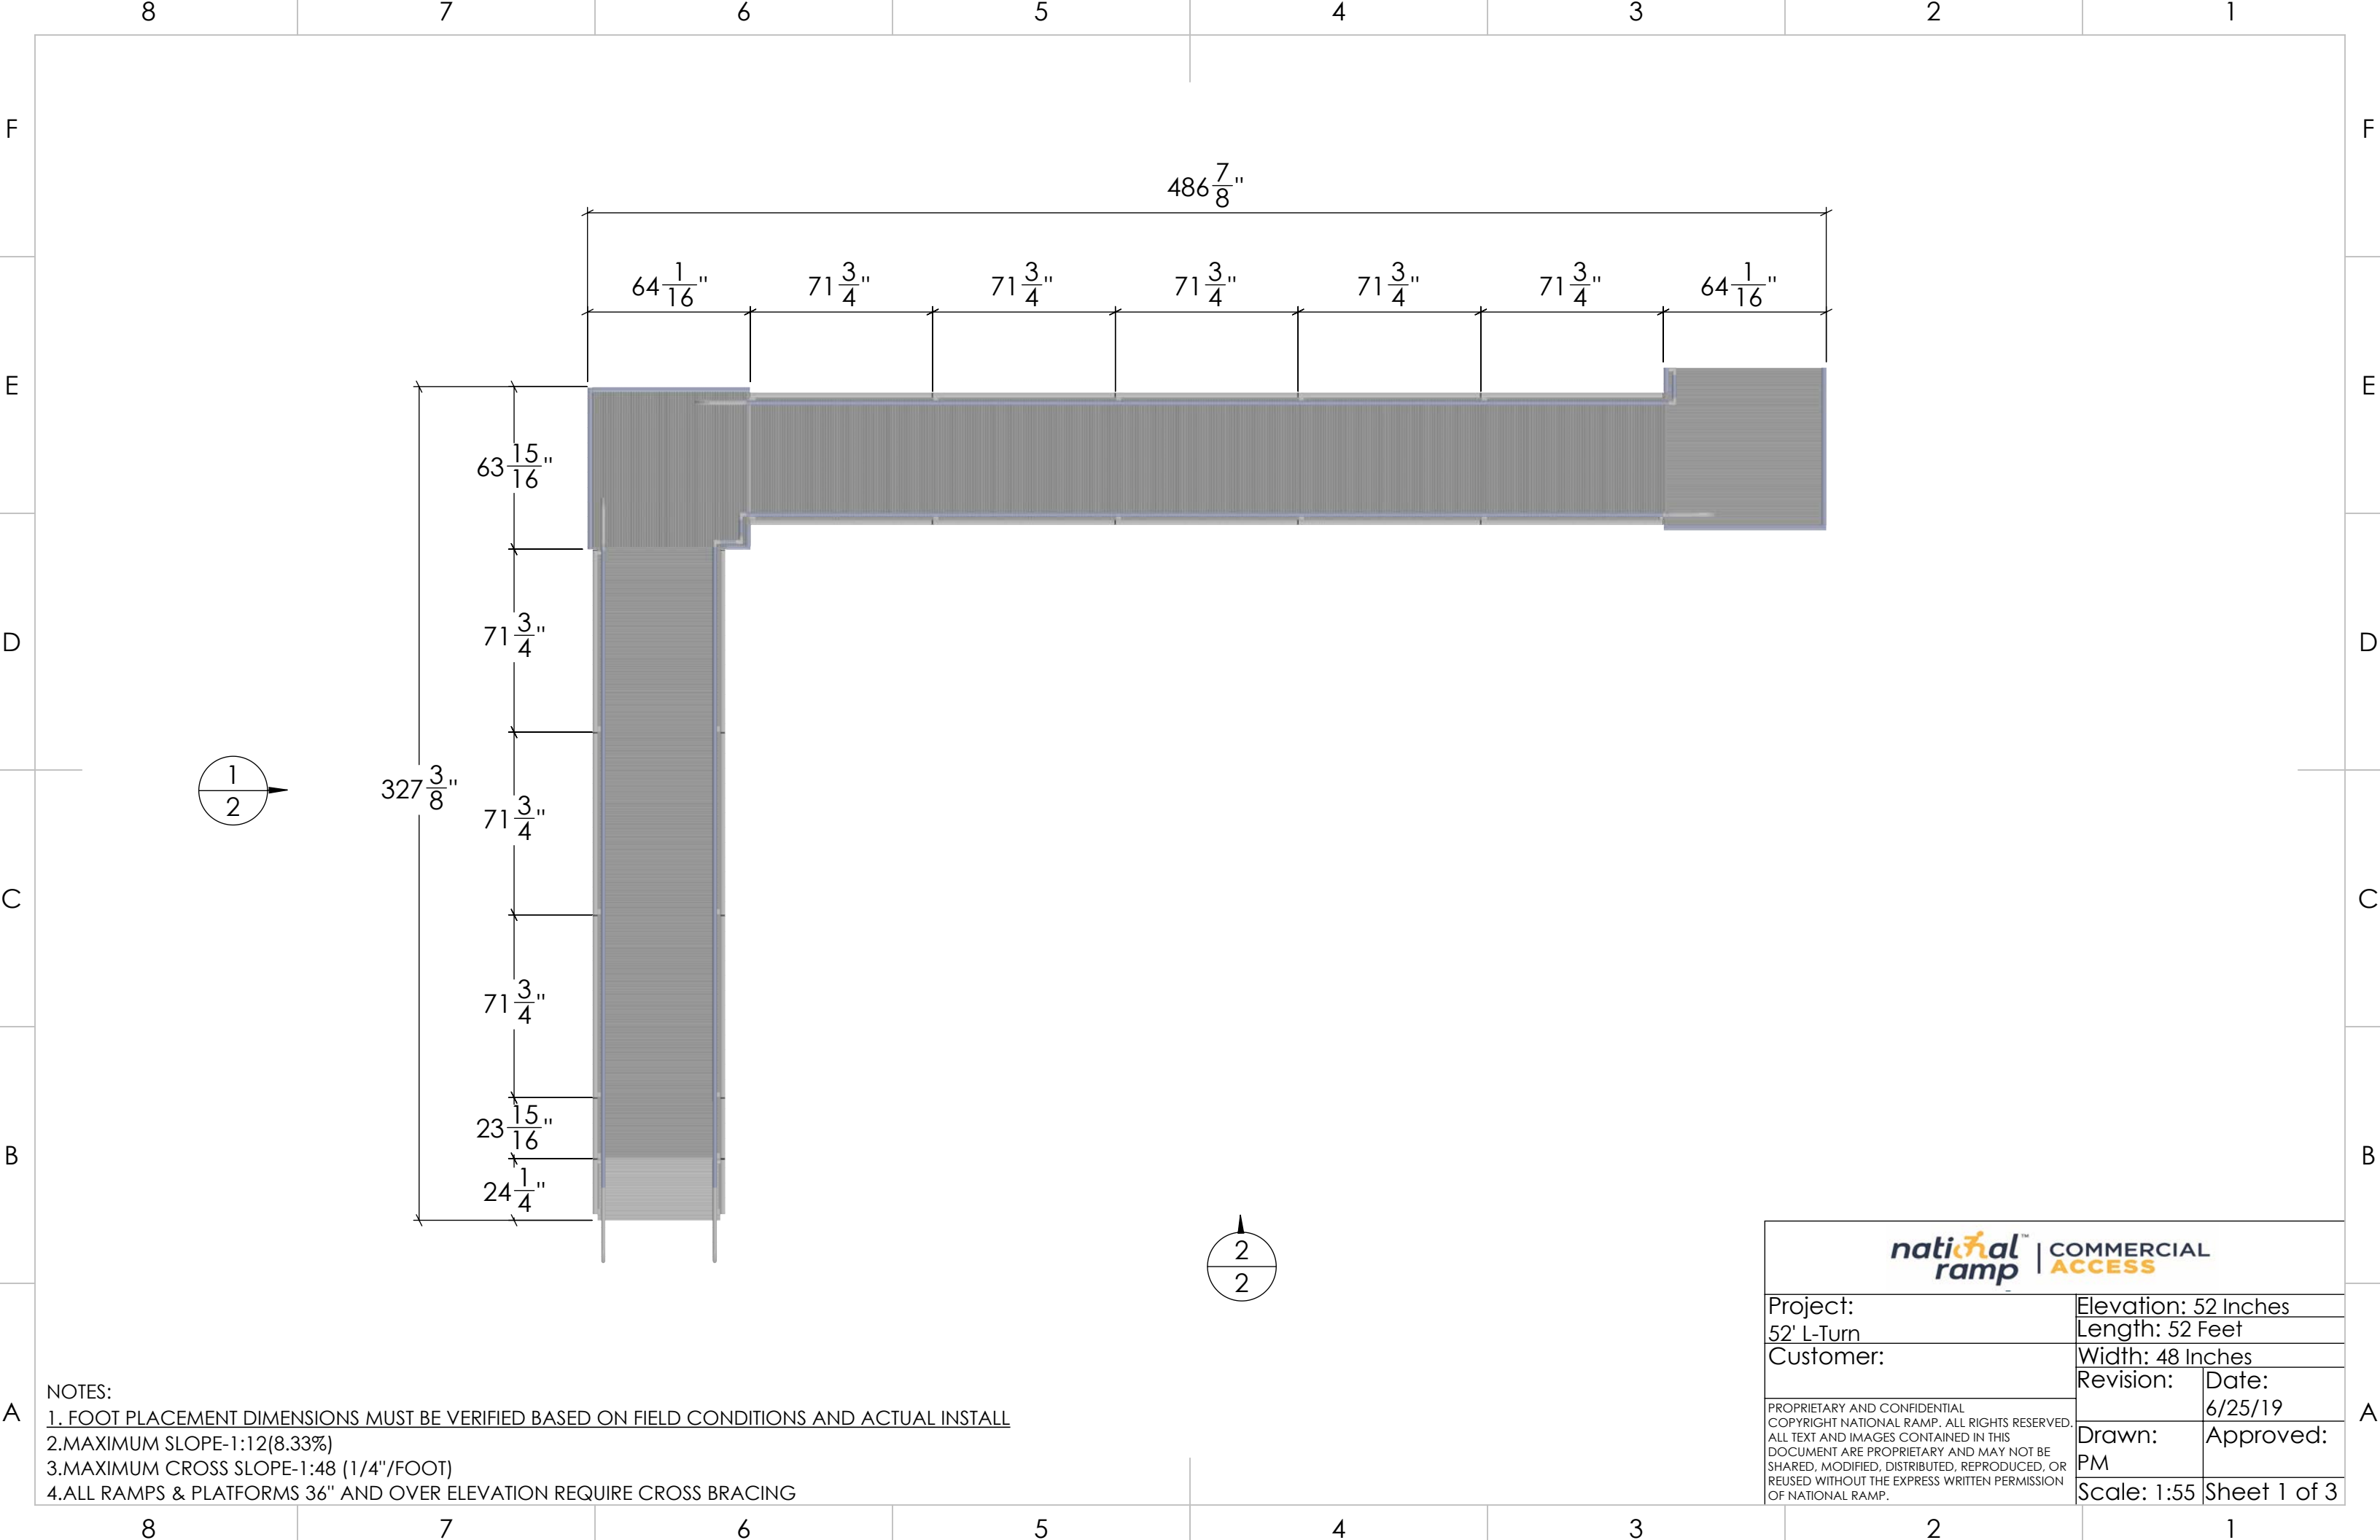 8 7 6 5 4 3 2 1
F F
486 7/8"
64 1/16" 71 3/4" 71 3/4" 71 3/4" 71 3/4" 71 3/4" 64 1/16"
E E
63 15/16"
D D
71 3/4"
1
2
327 3/8"
71 3/4"
C C
71 3/4"
23 15/16"
B B
24 1/4"
2
2
national ramp™ | COMMERCIAL ACCESS
Project:
52' L-Turn
Customer:
Elevation: 52 Inches
Length: 52 Feet
Width: 48 Inches
Revision:
Date:
6/25/19
Drawn:
PM
Approved:
Scale: 1:55
Sheet 1 of 3
PROPRIETARY AND CONFIDENTIAL
COPYRIGHT NATIONAL RAMP. ALL RIGHTS RESERVED.
ALL TEXT AND IMAGES CONTAINED IN THIS
DOCUMENT ARE PROPRIETARY AND MAY NOT BE
SHARED, MODIFIED, DISTRIBUTED, REPRODUCED, OR
REUSED WITHOUT THE EXPRESS WRITTEN PERMISSION
OF NATIONAL RAMP.
NOTES:
A A
1. FOOT PLACEMENT DIMENSIONS MUST BE VERIFIED BASED ON FIELD CONDITIONS AND ACTUAL INSTALL
2.MAXIMUM SLOPE-1:12(8.33%)
3.MAXIMUM CROSS SLOPE-1:48 (1/4"/FOOT)
4.ALL RAMPS & PLATFORMS 36" AND OVER ELEVATION REQUIRE CROSS BRACING
8 7 6 5 4 3 2 1